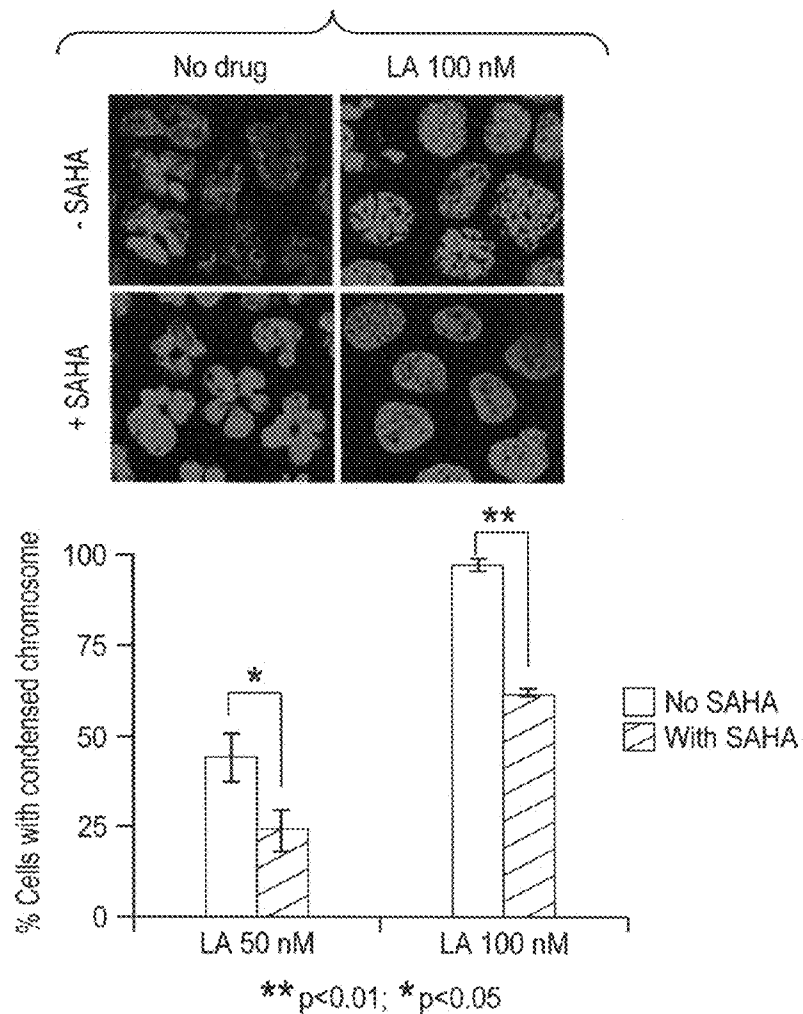 No drug LA 100 nM
- SAHA
+ SAHA
% Cells with condensed chromosome
100
75
50
25
0
*
**
LA 50 nM LA 100 nM
No SAHA
With SAHA
**p<0.01; *p<0.05